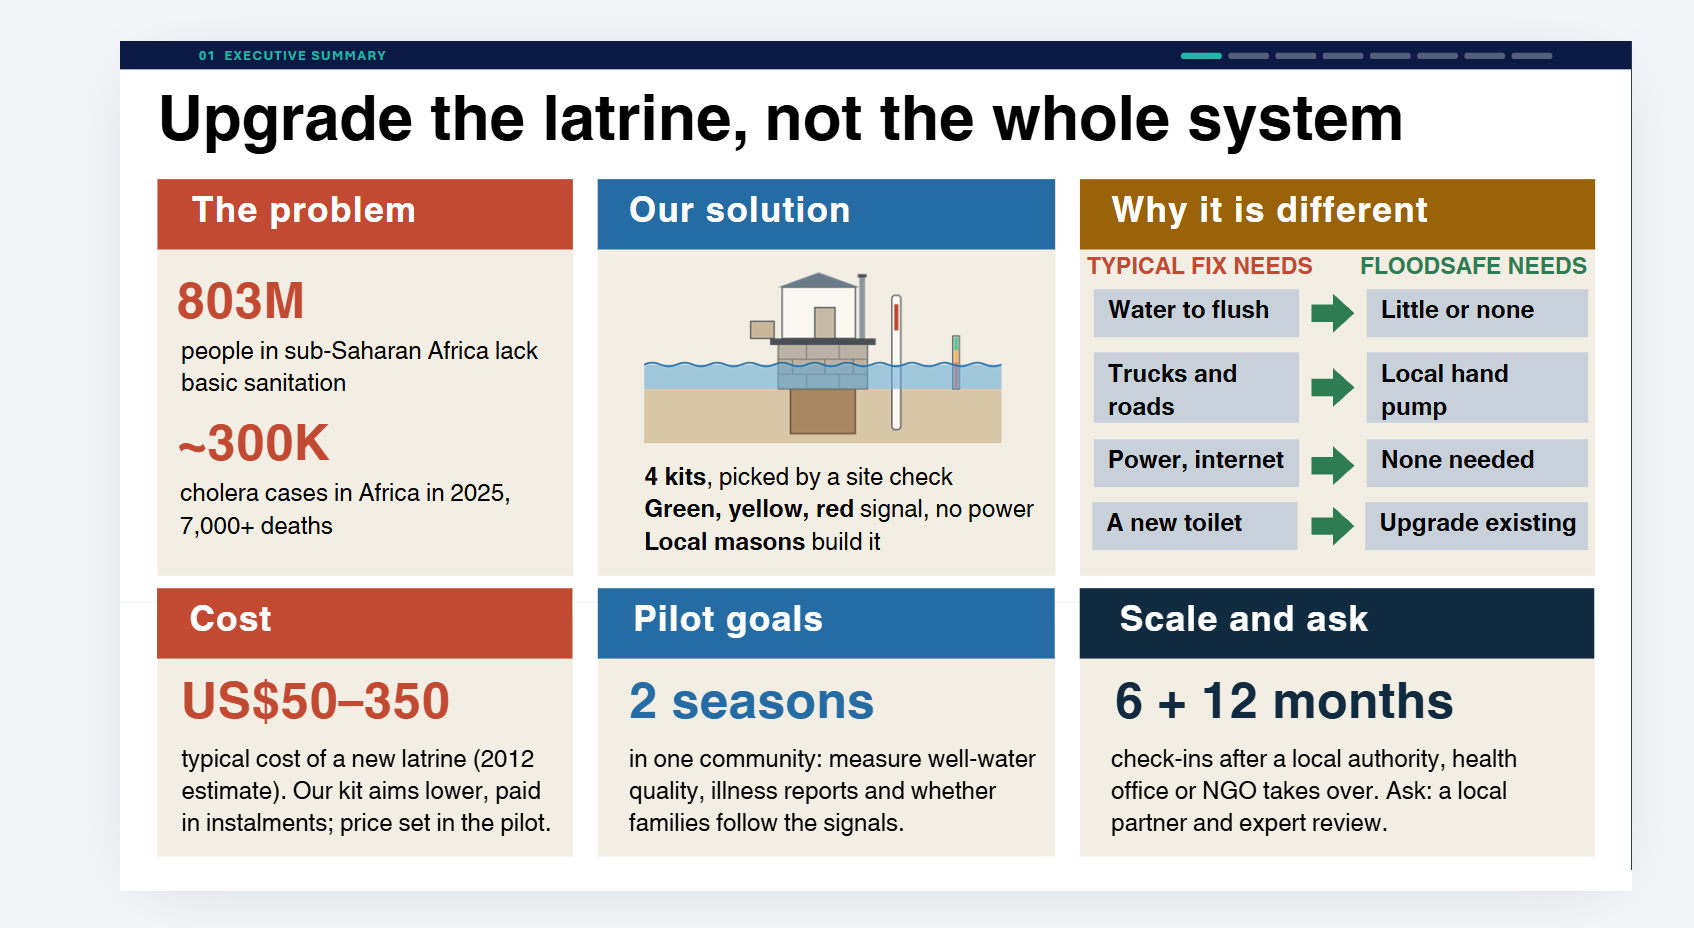 01 EXECUTIVE SUMMARY
Upgrade the latrine, not the whole system
The problem
803M
people in sub-Saharan Africa lack
basic sanitation
~300K
cholera cases in Africa in 2025,
7,000+ deaths
Our solution
4 kits, picked by a site check
Green, yellow, red signal, no power
Local masons build it
Why it is different
TYPICAL FIX NEEDS
FLOODSAFE NEEDS
Water to flush
Little or none
Trucks and
roads
Local hand
pump
Power, internet
None needed
A new toilet
Upgrade existing
Cost
US$50–350
typical cost of a new latrine (2012
estimate). Our kit aims lower, paid
in instalments; price set in the pilot.
Pilot goals
2 seasons
in one community: measure well-water
quality, illness reports and whether
families follow the signals.
Scale and ask
6 + 12 months
check-ins after a local authority, health
office or NGO takes over. Ask: a local
partner and expert review.